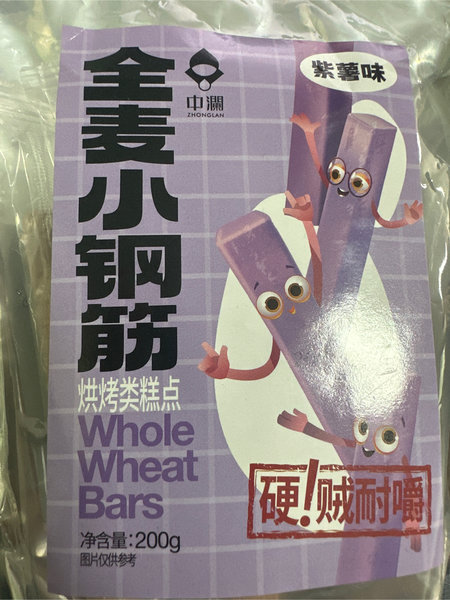 中澜
ZHONGLAN
紫薯味
全麦小钢筋
烘烤类糕点
Whole
Wheat
Bars
净含量:200g
图片仅供参考
硬!贼耐嚼